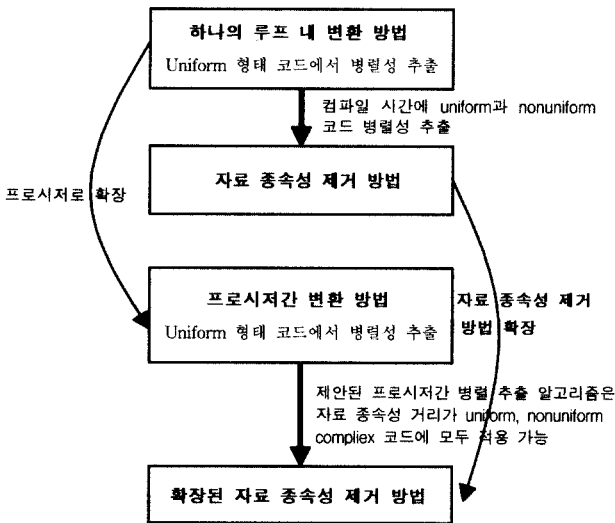 하나의 루프 내 변환 방법
Uniform 형태 코드에서 병렬성 추출
컴파일 시간에 uniform과 nonuniform
코드 병렬성 추출
자료 종속성 제거 방법
프로시저로 확장
프로시저간 변환 방법
Uniform 형태 코드에서 병렬성 추출
자료 종속성 제거
방법 확장
제안된 프로시저간 병렬 추출 알고리즘은
자료 종속성 거리가 uniform, nonuniform
compliex 코드에 모두 적용 가능
확장된 자료 종속성 제거 방법